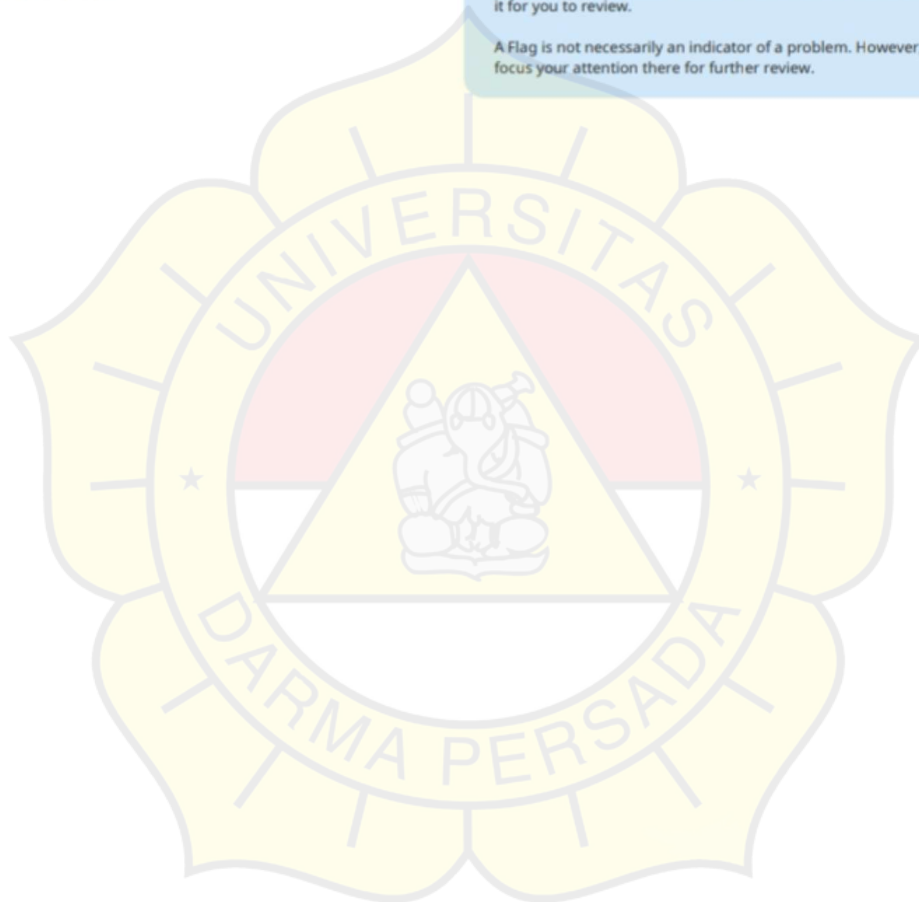 it for you to review.
A Flag is not necessarily an indicator of a problem. However
focus your attention there for further review.
UNIVERSITAS
DARMA PERSADA